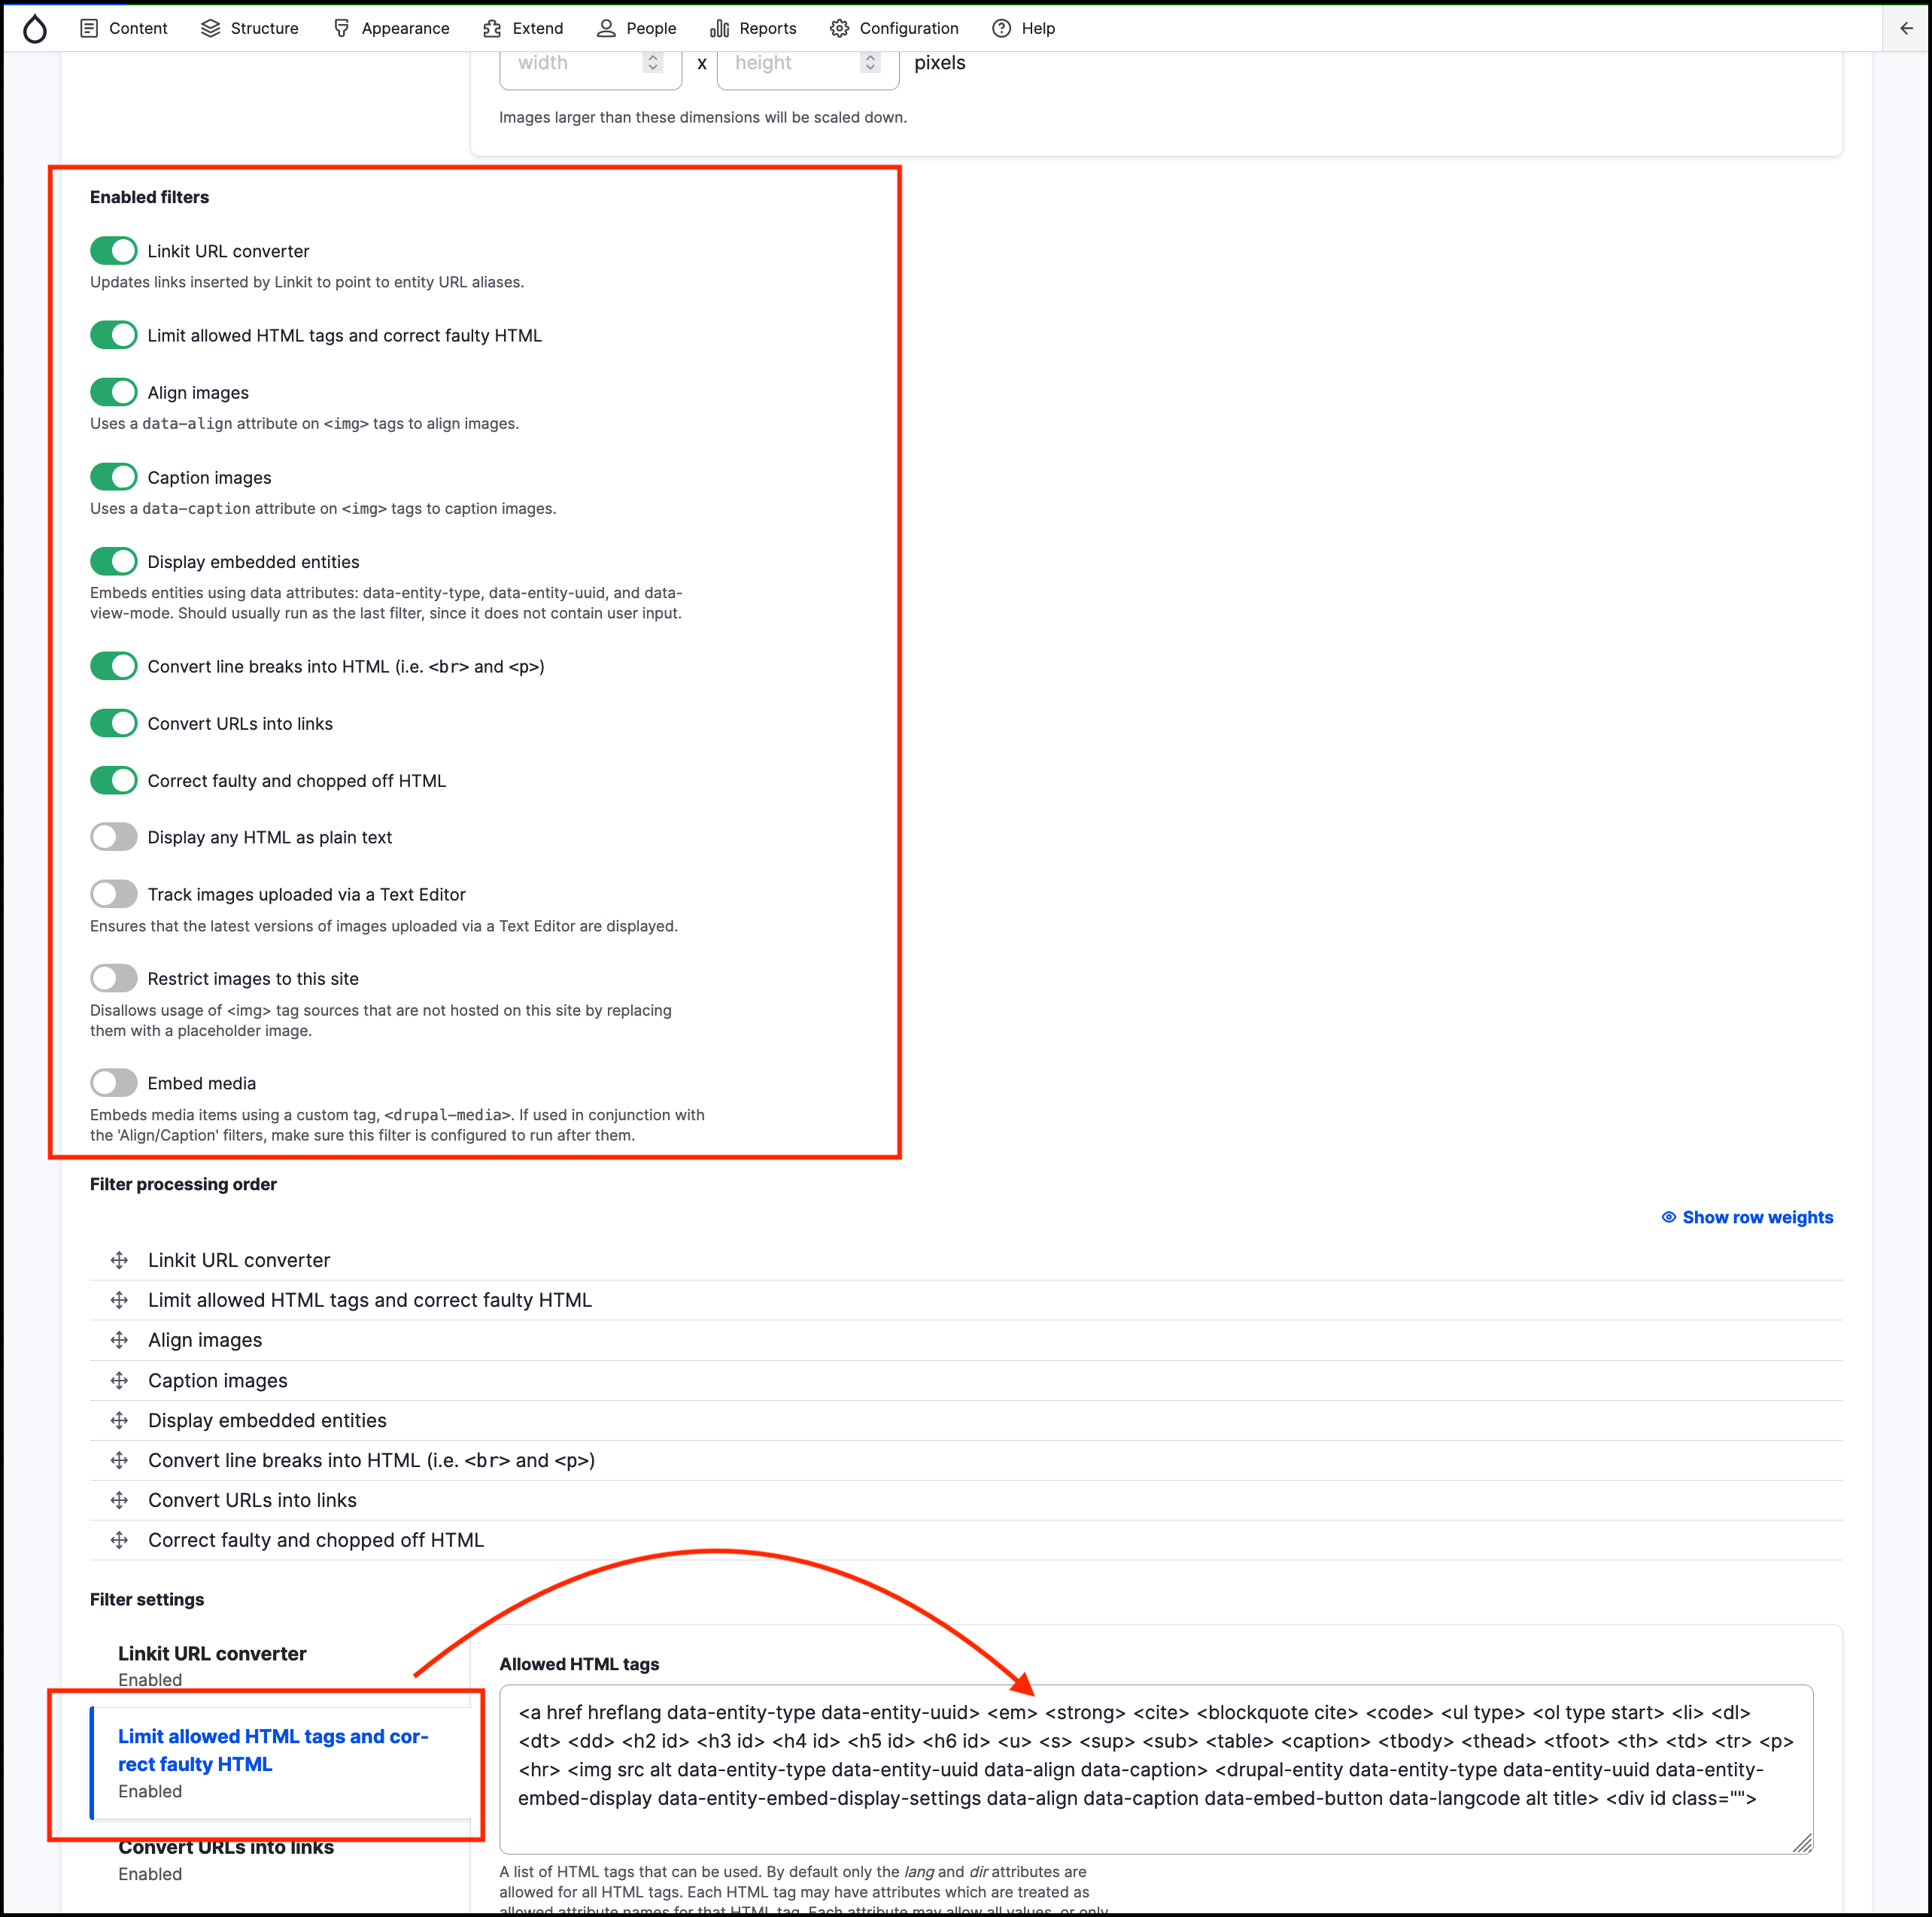 Content Structure Appearance Extend People Reports Configuration Help
width x height pixels
Images larger than these dimensions will be scaled down.
Enabled filters
Linkit URL converter
Updates links inserted by Linkit to point to entity URL aliases.
Limit allowed HTML tags and correct faulty HTML
Align images
Uses a data-align attribute on <img> tags to align images.
Caption images
Uses a data-caption attribute on <img> tags to caption images.
Display embedded entities
Embeds entities using data attributes: data-entity-type, data-entity-uuid, and data-
view-mode. Should usually run as the last filter, since it does not contain user input.
Convert line breaks into HTML (i.e. <br> and <p>)
Convert URLs into links
Correct faulty and chopped off HTML
Display any HTML as plain text
Track images uploaded via a Text Editor
Ensures that the latest versions of images uploaded via a Text Editor are displayed.
Restrict images to this site
Disallows usage of <img> tag sources that are not hosted on this site by replacing
them with a placeholder image.
Embed media
Embeds media items using a custom tag, <drupal-media>. If used in conjunction with
the 'Align/Caption' filters, make sure this filter is configured to run after them.
Filter processing order
Show row weights
Linkit URL converter
Limit allowed HTML tags and correct faulty HTML
Align images
Caption images
Display embedded entities
Convert line breaks into HTML (i.e. <br> and <p>)
Convert URLs into links
Correct faulty and chopped off HTML
Filter settings
Linkit URL converter
Enabled
Limit allowed HTML tags and cor-
rect faulty HTML
Enabled
Convert URLs into links
Enabled
Allowed HTML tags
<a href hreflang data-entity-type data-entity-uuid> <em> <strong> <cite> <blockquote cite> <code> <ul type> <ol type start> <li> <dl>
<dt> <dd> <h2 id> <h3 id> <h4 id> <h5 id> <h6 id> <u> <s> <sup> <sub> <table> <caption> <tbody> <thead> <tfoot> <th> <td> <tr> <p>
<hr> <img src alt data-entity-type data-entity-uuid data-align data-caption> <drupal-entity data-entity-type data-entity-uuid data-entity-
embed-display data-entity-embed-display-settings data-align data-caption data-embed-button data-langcode alt title> <div id class="">
A list of HTML tags that can be used. By default only the lang and dir attributes are
allowed for all HTML tags. Each HTML tag may have attributes which are treated as
allowed attribute names for that HTML tag. Each attribute may allow all values, or only